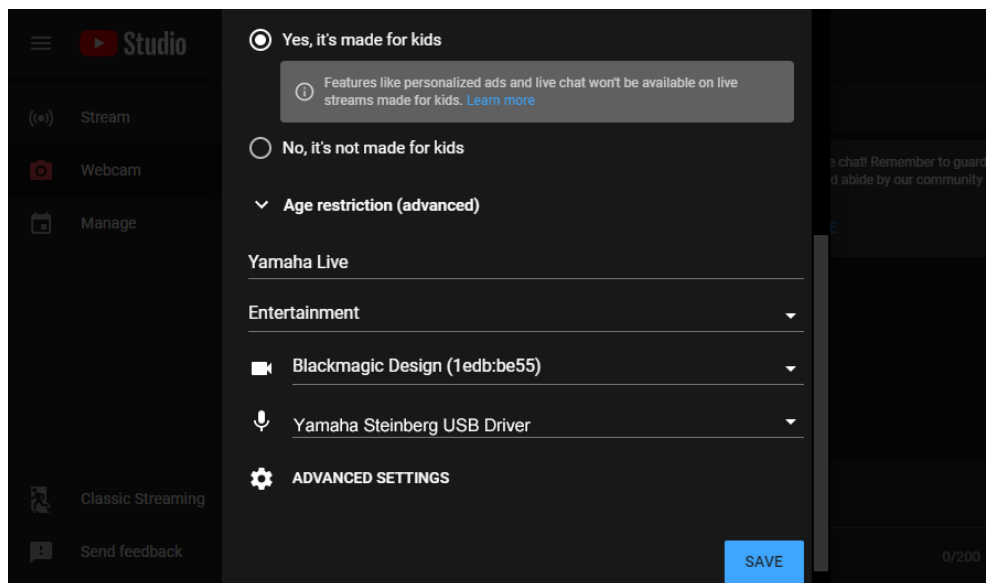 Studio
Stream
Webcam
Manage
Classic Streaming
Send feedback
Yes, it's made for kids
Features like personalized ads and live chat won't be available on live
streams made for kids. Learn more
No, it's not made for kids
Age restriction (advanced)
Yamaha Live
Entertainment
Blackmagic Design (1edb:be55)
Yamaha Steinberg USB Driver
ADVANCED SETTINGS
SAVE
chat! Remember to guard
abide by our community
0/200